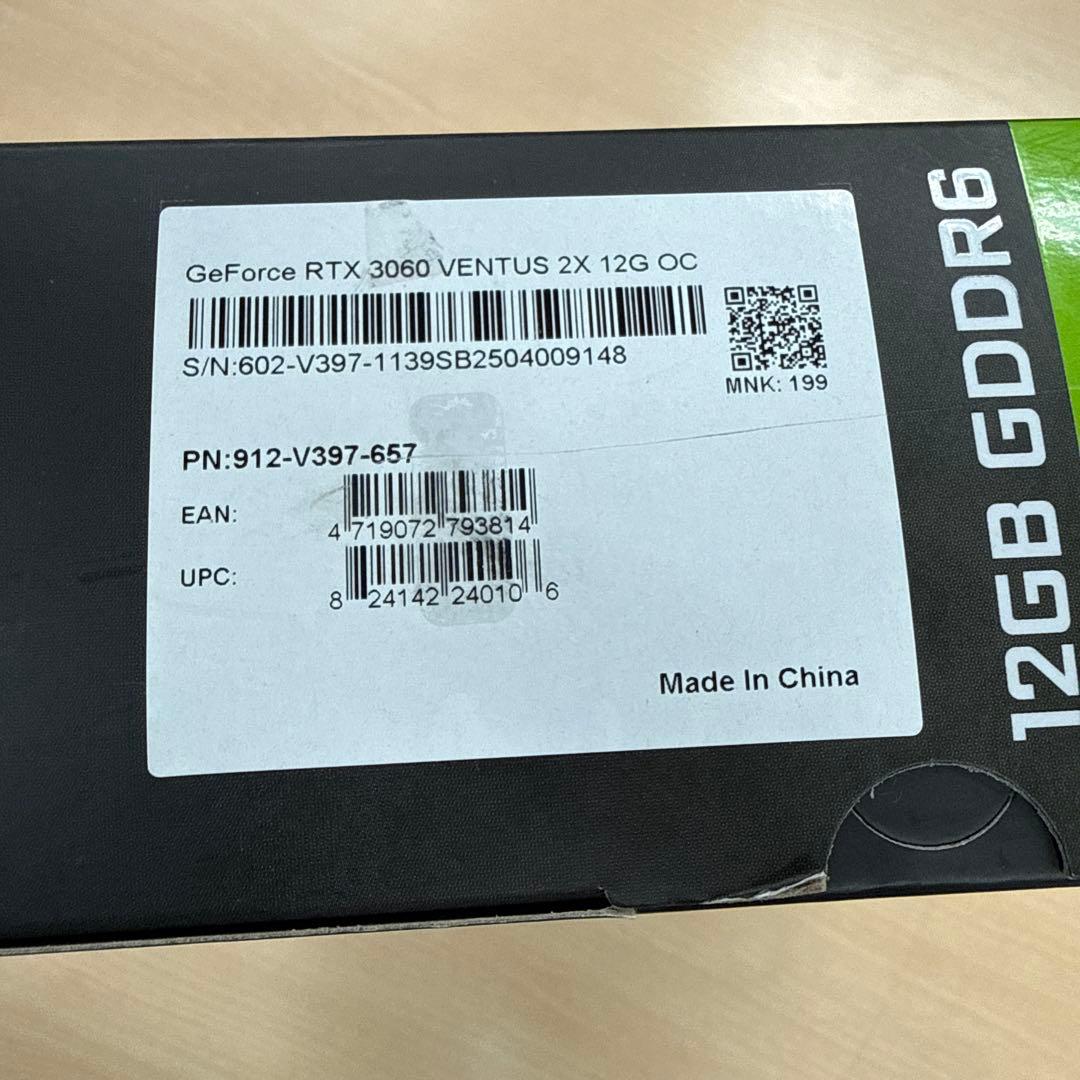 GeForce RTX 3060 VENTUS 2X 12G OC
S/N:602-V397-1139SB2504009148
MNK: 199
PN:912-V397-657
EAN:
4 719072 793814
UPC:
8 24142 24010 6
Made In China
12GB GDDR6